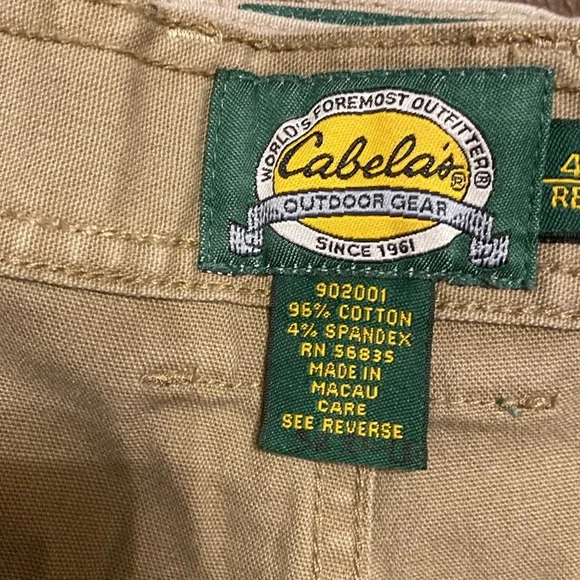 WORLD'S FOREMOST OUTFITTER®
Cabela's®
OUTDOOR GEAR
SINCE 1961
902001
96% COTTON
4% SPANDEX
RN 56835
MADE IN
MACAU
CARE
SEE REVERSE